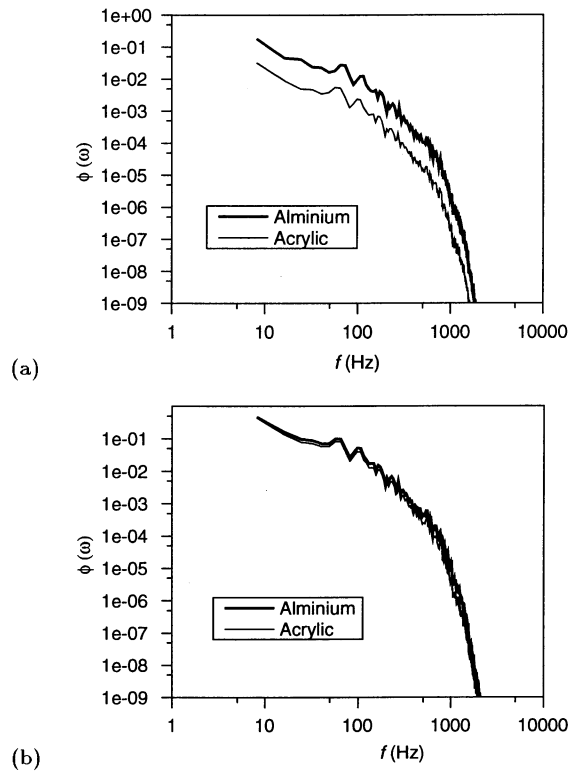 1e+00
1e-01
1e-02
1e-03
1e-04
1e-05
1e-06
1e-07
1e-08
1e-09
ϕ (ω)
Alminium
Acrylic
1 10 100 1000 10000
f (Hz)
(a)
1e-01
1e-02
1e-03
1e-04
1e-05
1e-06
1e-07
1e-08
1e-09
ϕ (ω)
Alminium
Acrylic
1 10 100 1000 10000
f (Hz)
(b)